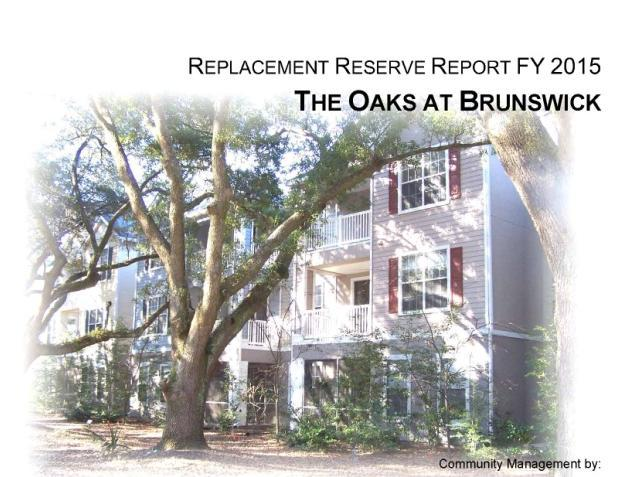 REPLACEMENT RESERVE REPORT FY 2015
THE OAKS AT BRUNSWICK
Community Management by: